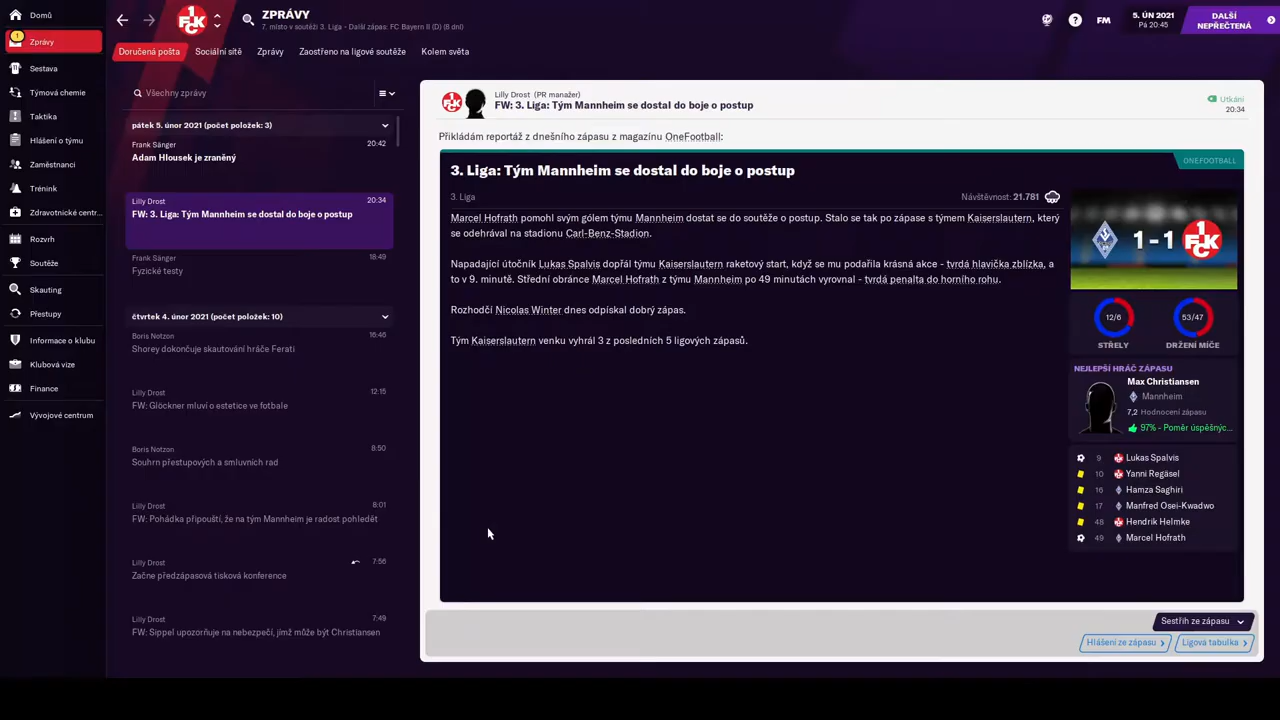 Domů
Zprávy
Sestava
Týmová chemie
Taktika
Hlášení o týmu
Zaměstnanci
Trénink
Zdravotnické centr...
Rozvrh
Soutěže
Skauting
Přestupy
Informace o klubu
Klubová vize
Finance
Vývojové centrum
ZPRÁVY
7. místo v soutěži 3. Liga - Další zápas: FC Bayern II (D) (8 dní)
FM
5. ÚN 2021
Pá 20:45
DALŠÍ
NEPŘEČTENÁ
Doručená pošta
Sociální sítě
Zprávy
Zaostřeno na ligové soutěže
Kolem světa
Všechny zprávy
pátek 5. únor 2021 (počet položek: 3)
Frank Sänger 20:42
Adam Hlousek je zraněný
Lilly Drost 20:34
FW: 3. Liga: Tým Mannheim se dostal do boje o postup
Frank Sänger 18:49
Fyzické testy
čtvrtek 4. únor 2021 (počet položek: 10)
Boris Notzon 16:46
Shorey dokončuje skautování hráče Ferati
Lilly Drost 12:15
FW: Glöckner mluví o estetice ve fotbale
Boris Notzon 8:50
Souhrn přestupových a smluvních rad
Lilly Drost 8:01
FW: Pohádka připouští, že na tým Mannheim je radost pohledět
Lilly Drost 7:56
Začne předzápasová tisková konference
Lilly Drost 7:49
FW: Sippel upozorňuje na nebezpečí, jímž může být Christiansen
Lilly Drost (PR manažer)
FW: 3. Liga: Tým Mannheim se dostal do boje o postup
Utkání
20:34
Přikládám reportáž z dnešního zápasu z magazínu OneFootball:
ONEFOOTBALL
3. Liga: Tým Mannheim se dostal do boje o postup
3. Liga
Návštěvnost: 21.781
Marcel Hofrath pomohl svým gólem týmu Mannheim dostat se do soutěže o postup. Stalo se tak po zápase s týmem Kaiserslautern, který
se odehrával na stadionu Carl-Benz-Stadion.
Napadající útočník Lukas Spalvis dopřál týmu Kaiserslautern raketový start, když se mu podařila krásná akce - tvrdá hlavička zblízka, a
to v 9. minutě. Střední obránce Marcel Hofrath z týmu Mannheim po 49 minutách vyrovnal - tvrdá penalta do horního rohu.
Rozhodčí Nicolas Winter dnes odpískal dobrý zápas.
Tým Kaiserslautern venku vyhrál 3 z posledních 5 ligových zápasů.
1 - 1
12/6
53/47
STŘELY
DRŽENÍ MÍČE
NEJLEPŠÍ HRÁČ ZÁPASU
Max Christiansen
Mannheim
7,2 Hodnocení zápasu
97% - Poměr úspěšnýc...
9 Lukas Spalvis
10 Yanni Regäsel
16 Hamza Saghiri
17 Manfred Osei-Kwadwo
48 Hendrik Helmke
49 Marcel Hofrath
Sestřih ze zápasu
Hlášení ze zápasu
Ligová tabulka